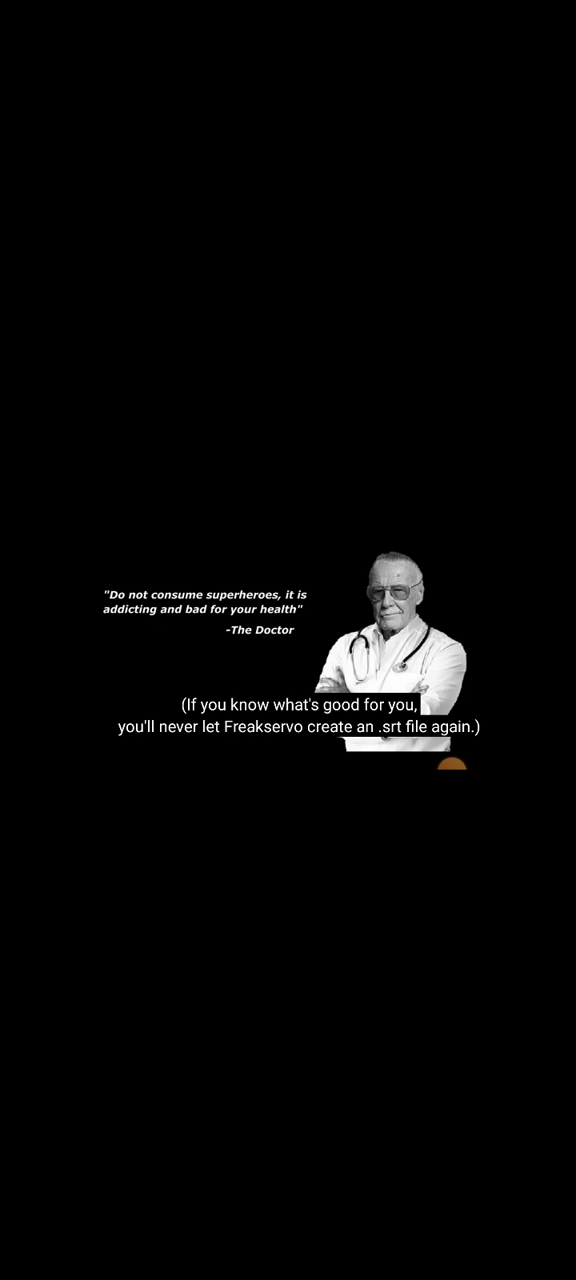 "Do not consume superheroes, it is
addicting and bad for your health"
-The Doctor
(If you know what's good for you,
you'll never let Freakservo create an .srt file again.)